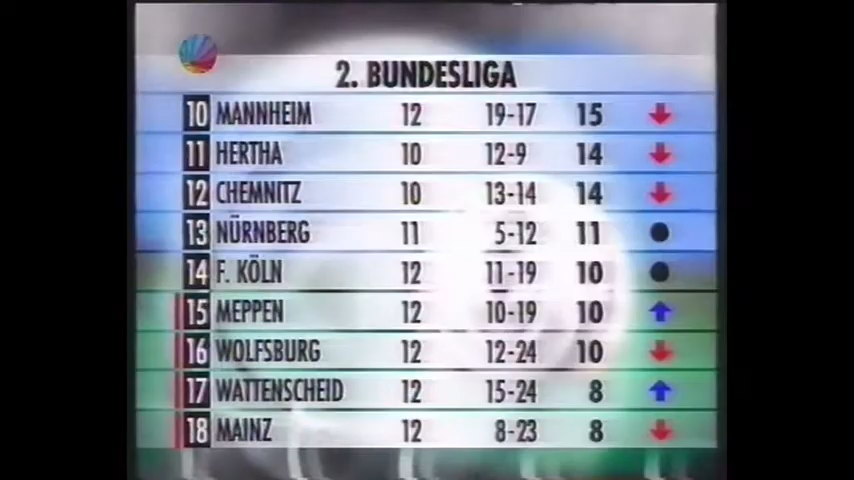 2. BUNDESLIGA
10 MANNHEIM 12 19-17 15
11 HERTHA 10 12-9 14
12 CHEMNITZ 10 13-14 14
13 NÜRNBERG 11 5-12 11
14 F. KÖLN 12 11-19 10
15 MEPPEN 12 10-19 10
16 WOLFSBURG 12 12-24 10
17 WATTENSCHEID 12 15-24 8
18 MAINZ 12 8-23 8